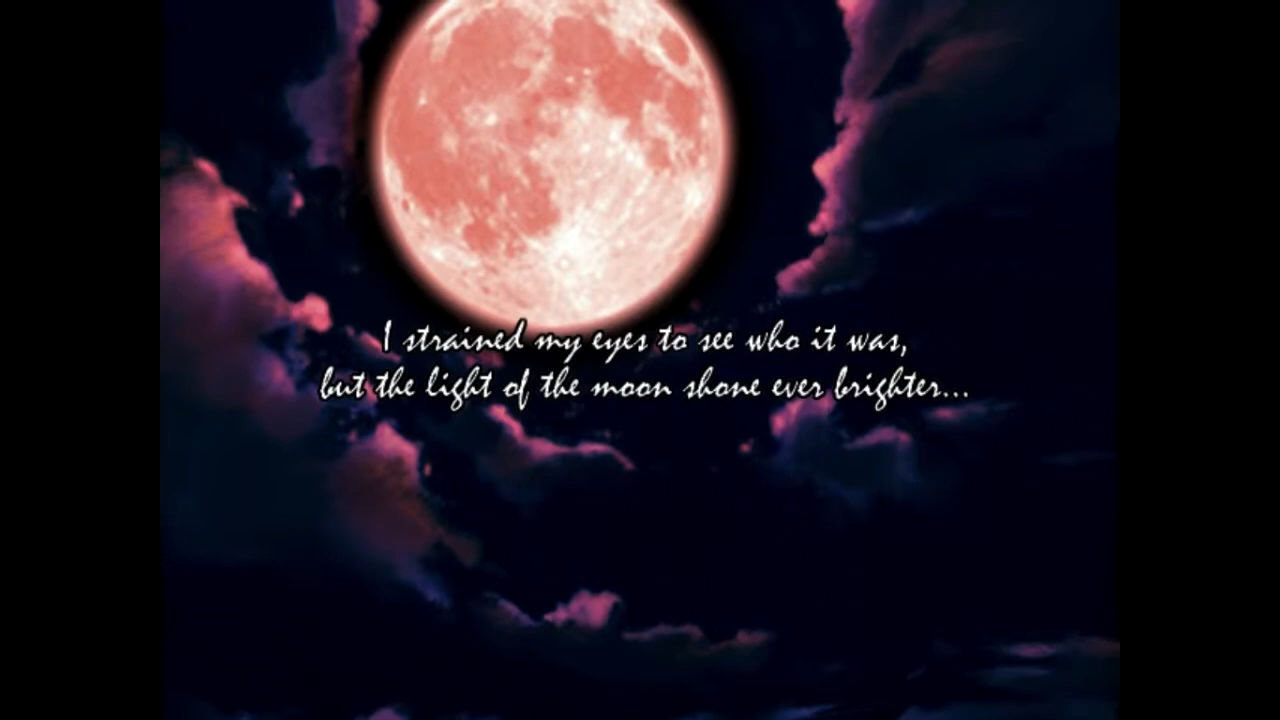 I strained my eyes to see who it was,
but the light of the moon shone ever brighter...